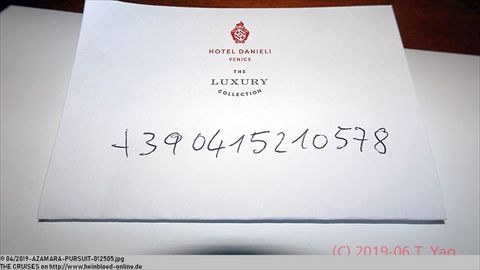 HOTEL DANIELI
VENICE
THE
LUXURY
COLLECTION
+390415210578
(C) 2019-06 T. Yao
© 04/2019-AZAMARA-PURSUIT-012505.jpg
THE CRUISES on http://www.heinbloed-online.de